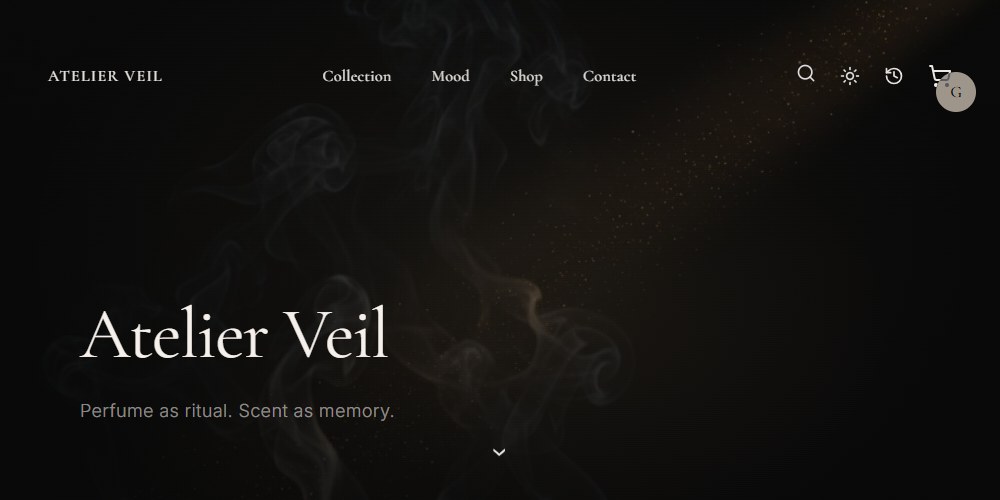 ATELIER VEIL
Collection
Mood
Shop
Contact
G
Atelier Veil
Perfume as ritual. Scent as memory.